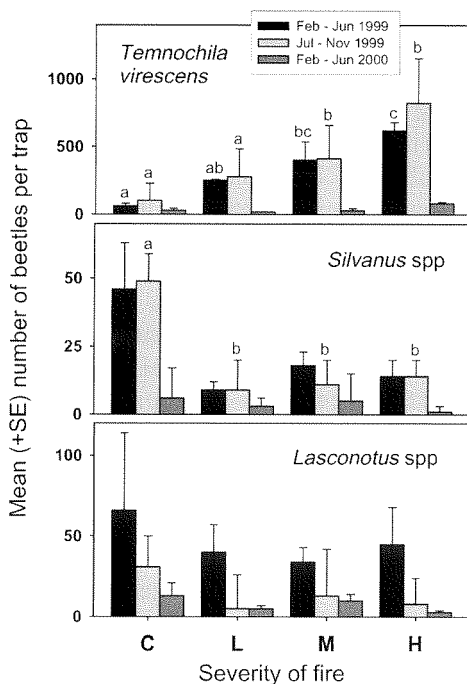 Feb - Jun 1999
Jul - Nov 1999
Feb - Jun 2000
Temnochila
virescens
1000
500
0
a a ab a bc b c b
Silvanus spp
50
25
0
a b b b
Lasconotus spp
100
50
0
C L M H
Severity of fire
Mean (+SE) number of beetles per trap